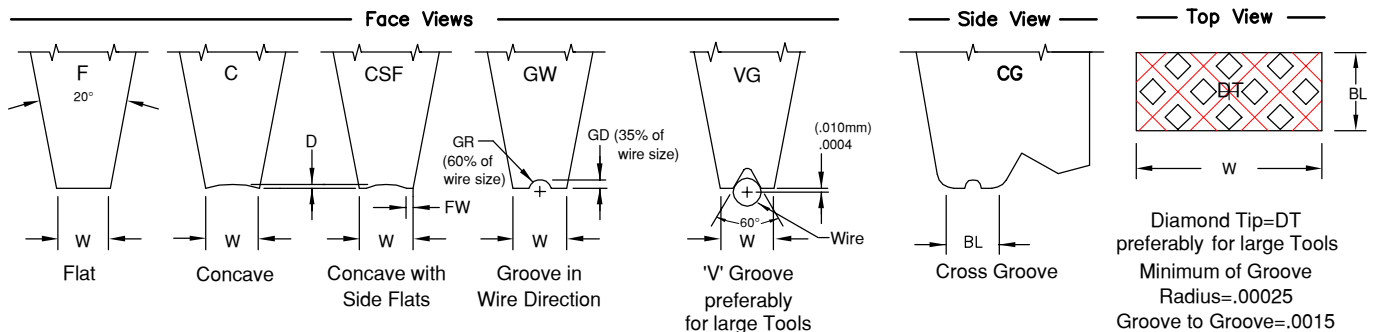 Face Views
Side View
Top View
F
20°
C
CSF
GW
VG
CG
DT
BL
W
D
FW
GR
(60% of
wire size)
GD (35% of
wire size)
(.010mm)
.0004
60°
Wire
W
W
W
W
W
BL
Flat
Concave
Concave with
Side Flats
Groove in
Wire Direction
'V' Groove
preferably
for large Tools
Cross Groove
Diamond Tip=DT
preferably for large Tools
Minimum of Groove
Radius=.00025
Groove to Groove=.0015